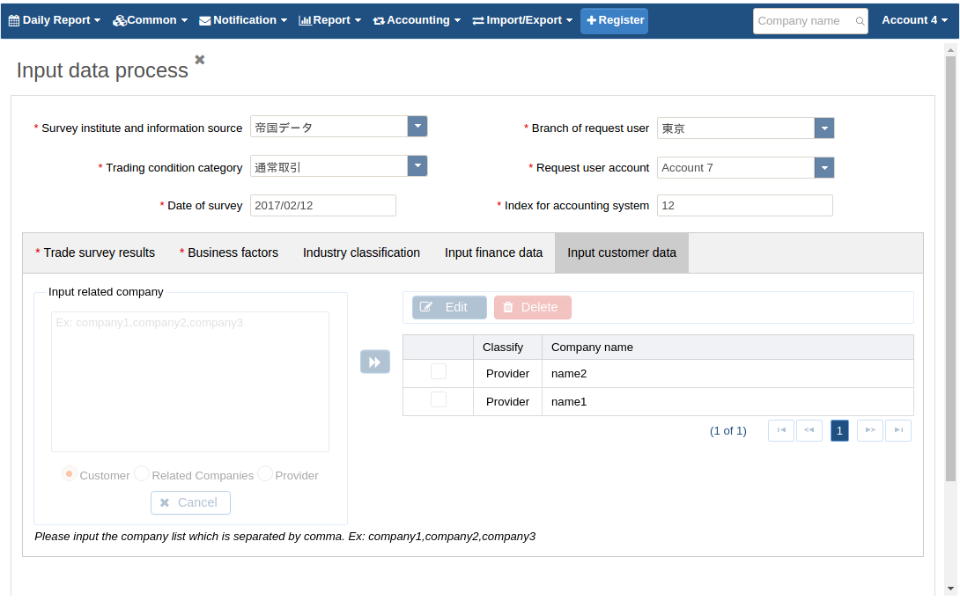 Daily Report Common Notification Report Accounting Import/Export Register Company name Account 4
Input data process
* Survey institute and information source 帝国データ * Branch of request user 東京
* Trading condition category 通常取引 * Request user account Account 7
* Date of survey 2017/02/12 * Index for accounting system 12
* Trade survey results * Business factors Industry classification Input finance data Input customer data
Input related company
Ex: company1,company2,company3
Edit Delete
Classify Company name
Provider name2
Provider name1
(1 of 1) 1
Customer Related Companies Provider
Cancel
Please input the company list which is separated by comma. Ex: company1,company2,company3